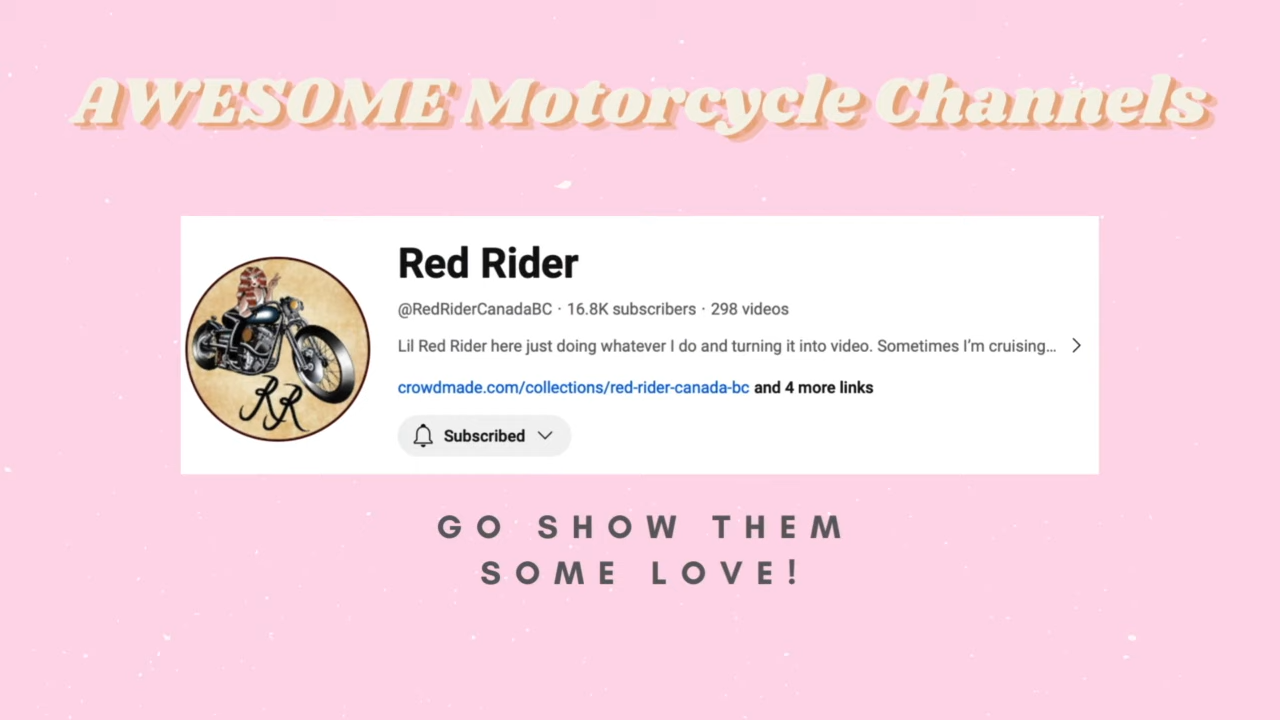 AWESOME Motorcycle Channels
Red Rider
@RedRiderCanadaBC · 16.8K subscribers · 298 videos
Lil Red Rider here just doing whatever I do and turning it into video. Sometimes I'm cruising...
crowdmade.com/collections/red-rider-canada-bc and 4 more links
RR
Subscribed
GO SHOW THEM
SOME LOVE!